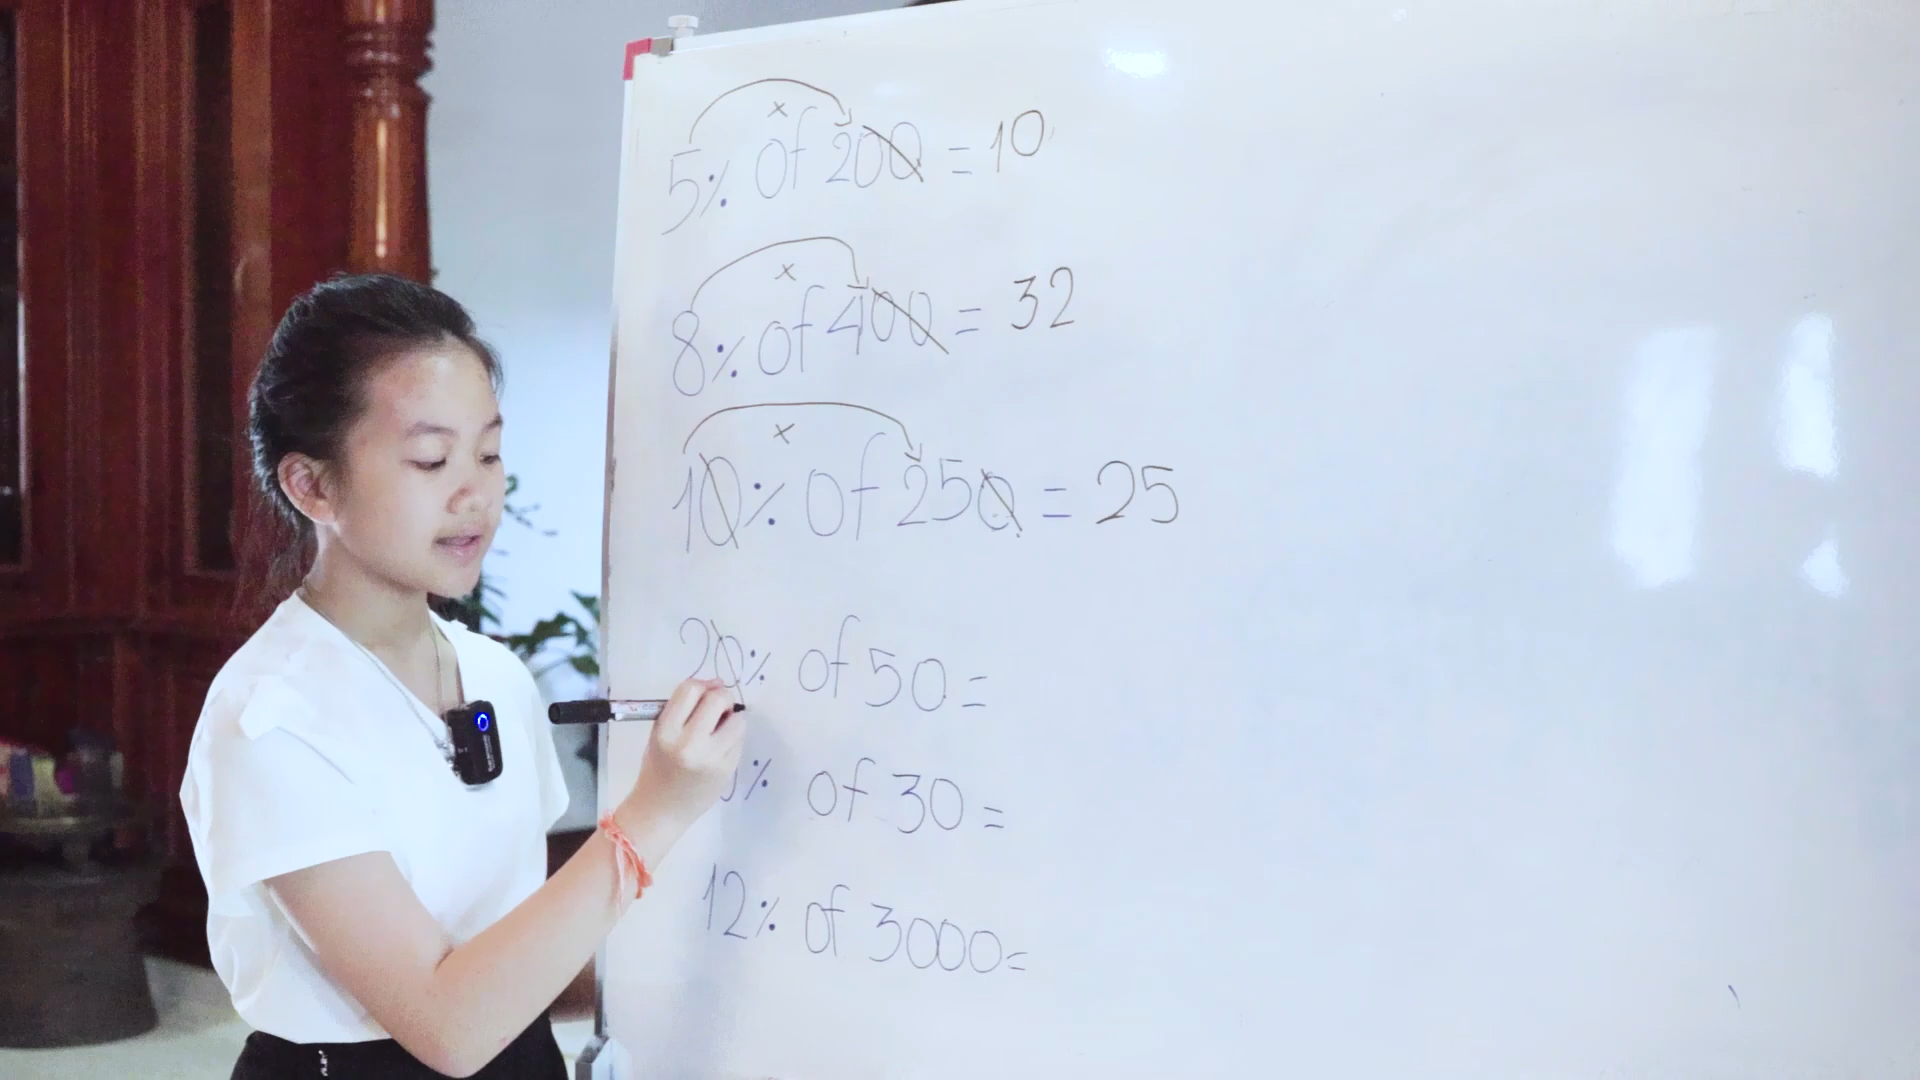 5% of 200 = 10
x
8% of 400 = 32
x
10% of 250 = 25
x
20% of 50 =
% of 30 =
12% of 3000 =